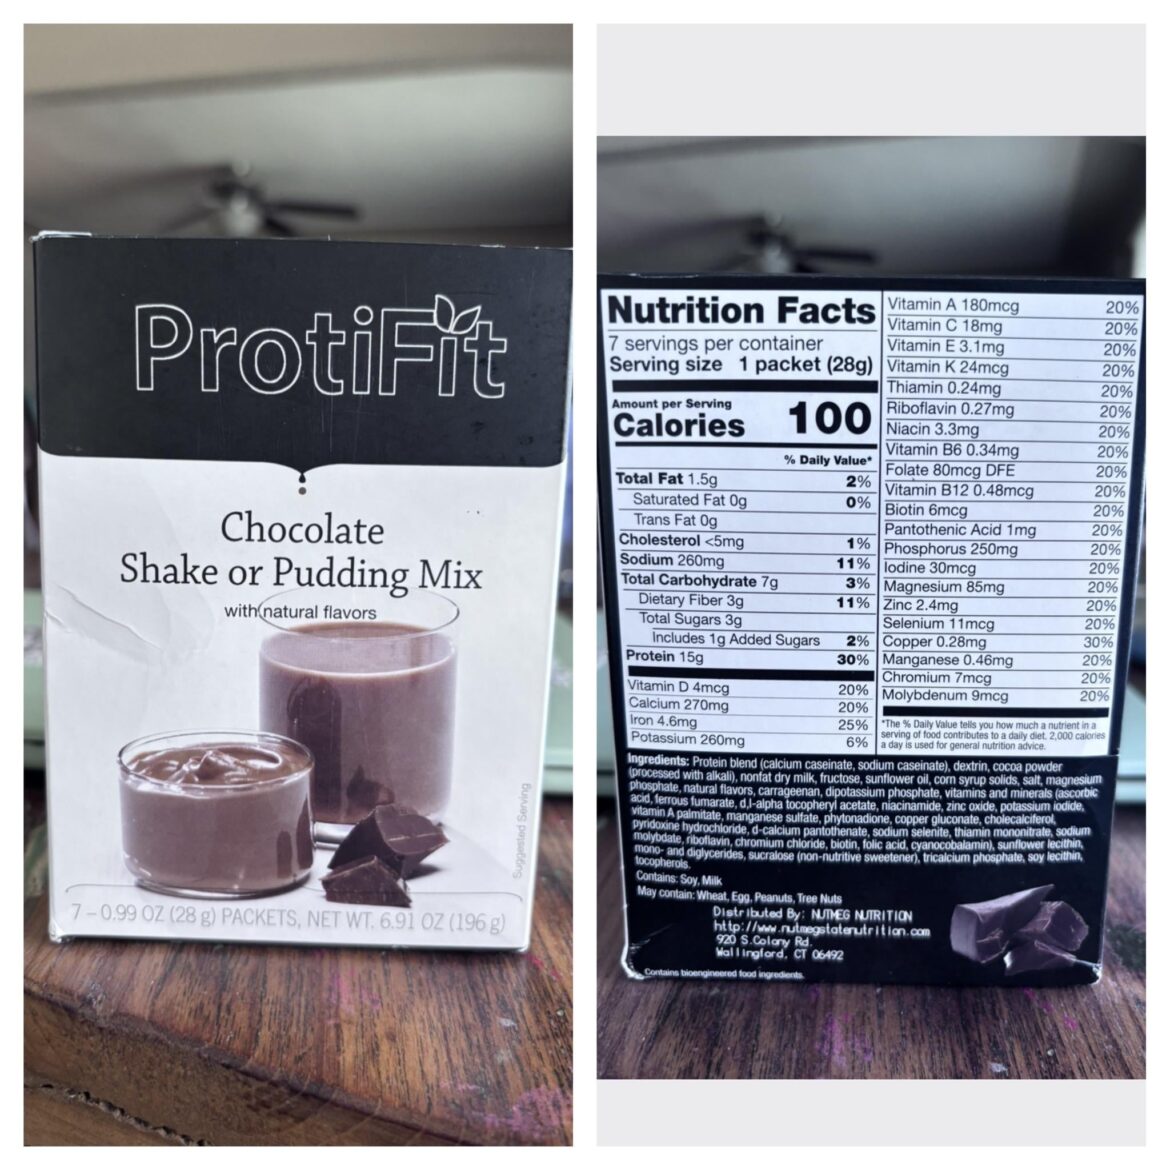 ProtiFit
Chocolate
Shake or Pudding Mix
with natural flavors
Suggested Serving
7 – 0.99 OZ (28 g) PACKETS, NET WT. 6.91 OZ (196 g)
Nutrition Facts
7 servings per container
Serving size 1 packet (28g)
Amount per Serving
Calories 100
% Daily Value*
Total Fat 1.5g 2%
Saturated Fat 0g 0%
Trans Fat 0g
Cholesterol <5mg 1%
Sodium 260mg 11%
Total Carbohydrate 7g 3%
Dietary Fiber 3g 11%
Total Sugars 3g
Includes 1g Added Sugars 2%
Protein 15g 30%
Vitamin D 4mcg 20%
Calcium 270mg 20%
Iron 4.6mg 25%
Potassium 260mg 6%
Vitamin A 180mcg 20%
Vitamin C 18mg 20%
Vitamin E 3.1mg 20%
Vitamin K 24mcg 20%
Thiamin 0.24mg 20%
Riboflavin 0.27mg 20%
Niacin 3.3mg 20%
Vitamin B6 0.34mg 20%
Folate 80mcg DFE 20%
Vitamin B12 0.48mcg 20%
Biotin 6mcg 20%
Pantothenic Acid 1mg 20%
Phosphorus 250mg 20%
Iodine 30mcg 20%
Magnesium 85mg 20%
Zinc 2.4mg 20%
Selenium 11mcg 20%
Copper 0.28mg 30%
Manganese 0.46mg 20%
Chromium 7mcg 20%
Molybdenum 9mcg 20%
*The % Daily Value tells you how much a nutrient in a
serving of food contributes to a daily diet. 2,000 calories
a day is used for general nutrition advice.
Ingredients: Protein blend (calcium caseinate, sodium caseinate), dextrin, cocoa powder
(processed with alkali), nonfat dry milk, fructose, sunflower oil, corn syrup solids, salt, magnesium
phosphate, natural flavors, carrageenan, dipotassium phosphate, vitamins and minerals (ascorbic
acid, ferrous fumarate, d,l-alpha tocopheryl acetate, niacinamide, zinc oxide, potassium iodide,
vitamin A palmitate, manganese sulfate, phytonadione, copper gluconate, cholecalciferol,
pyridoxine hydrochloride, d-calcium pantothenate, sodium selenite, thiamin mononitrate, sodium
molybdate, riboflavin, chromium chloride, biotin, folic acid, cyanocobalamin), sunflower lecithin,
mono- and diglycerides, sucralose (non-nutritive sweetener), tricalcium phosphate, soy lecithin,
tocopherols.
Contains: Soy, Milk
May contain: Wheat, Egg, Peanuts, Tree Nuts
Distributed By: NUTMEG NUTRITION
http://www.nutmegstatenutrition.com
920 S.Colony Rd.
Wallingford, CT 06492
Contains bioengineered food ingredients.